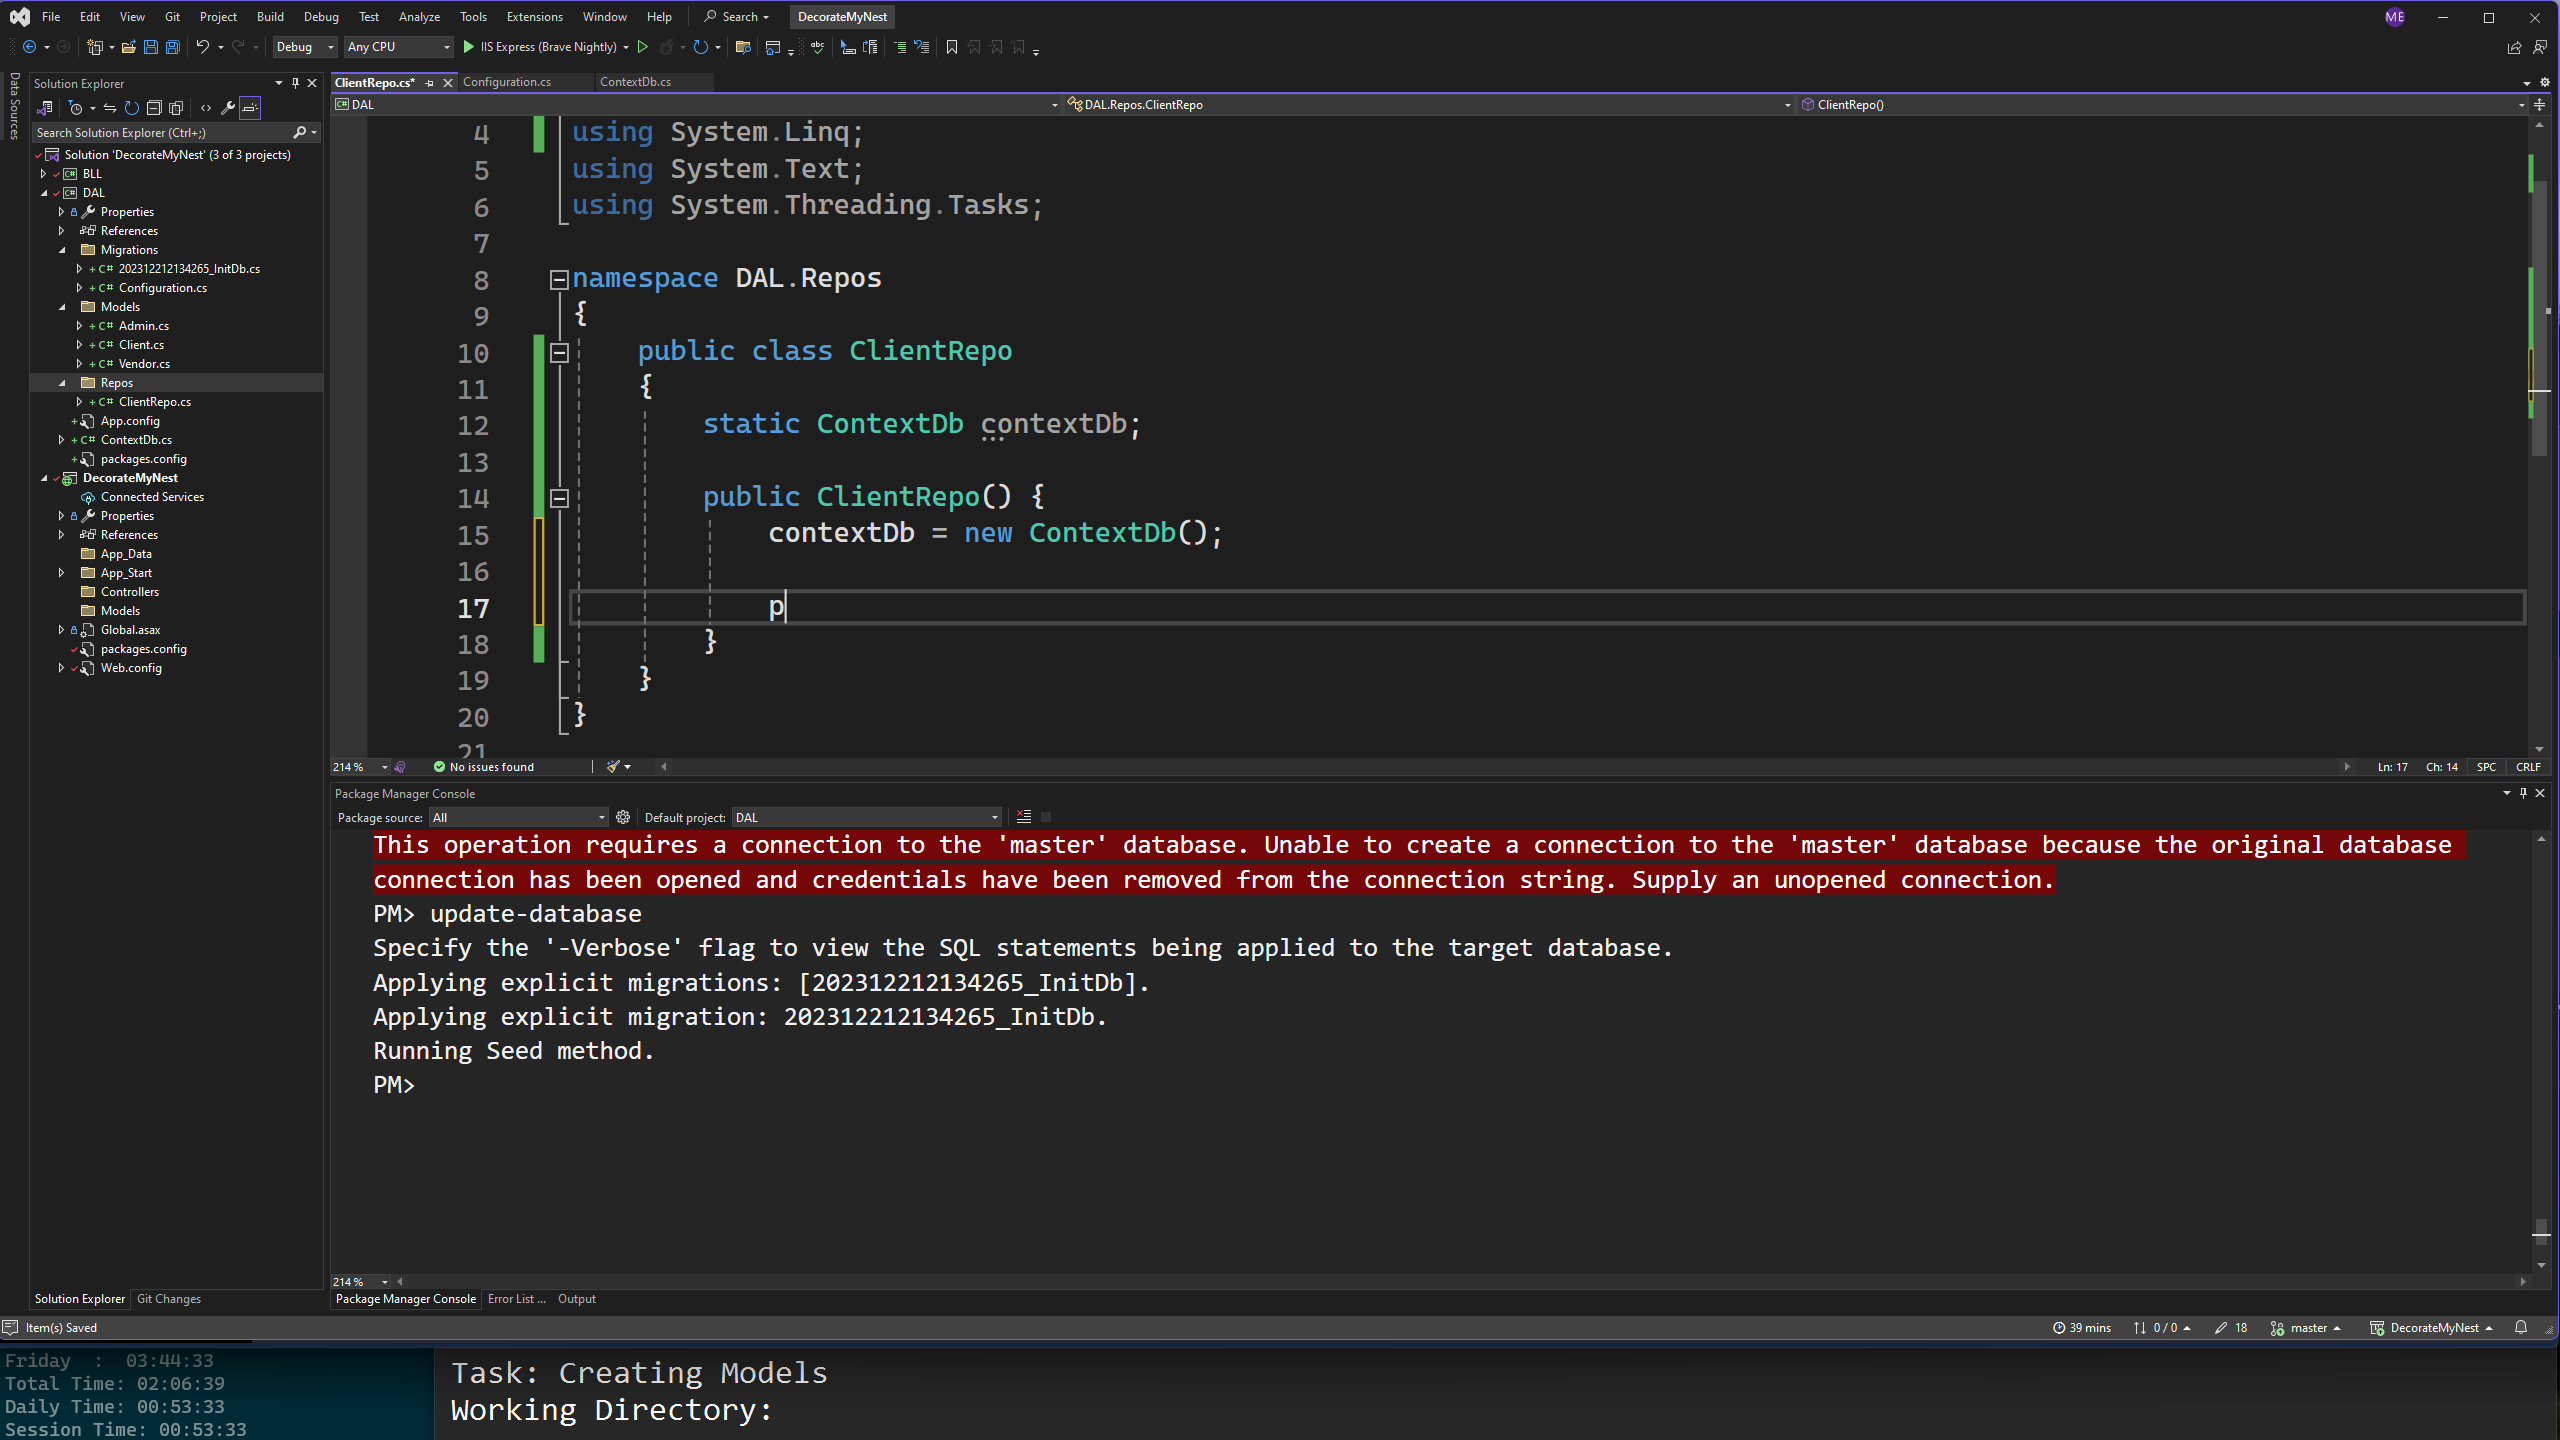 File Edit View Git Project Build Debug Test Analyze Tools Extensions Window Help Search DecorateMyNest ME
Debug Any CPU IIS Express (Brave Nightly)
Data Sources
Solution Explorer
Search Solution Explorer (Ctrl+;)
Solution 'DecorateMyNest' (3 of 3 projects)
BLL
DAL
Properties
References
Migrations
202312212134265_InitDb.cs
Configuration.cs
Models
Admin.cs
Client.cs
Vendor.cs
Repos
ClientRepo.cs
App.config
ContextDb.cs
packages.config
DecorateMyNest
Connected Services
Properties
References
App_Data
App_Start
Controllers
Models
Global.asax
packages.config
Web.config
Solution Explorer Git Changes
ClientRepo.cs* Configuration.cs ContextDb.cs
DAL DAL.Repos.ClientRepo ClientRepo()
4 using System.Linq;
5 using System.Text;
6 using System.Threading.Tasks;
7
8 namespace DAL.Repos
9 {
10 public class ClientRepo
11 {
12 static ContextDb contextDb;
13
14 public ClientRepo() {
15 contextDb = new ContextDb();
16
17 p
18 }
19 }
20 }
21
214 % No issues found Ln: 17 Ch: 14 SPC CRLF
Package Manager Console
Package source: All Default project: DAL
This operation requires a connection to the 'master' database. Unable to create a connection to the 'master' database because the original database
connection has been opened and credentials have been removed from the connection string. Supply an unopened connection.
PM> update-database
Specify the '-Verbose' flag to view the SQL statements being applied to the target database.
Applying explicit migrations: [202312212134265_InitDb].
Applying explicit migration: 202312212134265_InitDb.
Running Seed method.
PM>
214 %
Package Manager Console Error List ... Output
Item(s) Saved 39 mins 0 / 0 18 master DecorateMyNest
Friday : 03:44:33
Total Time: 02:06:39
Daily Time: 00:53:33
Session Time: 00:53:33
Task: Creating Models
Working Directory: